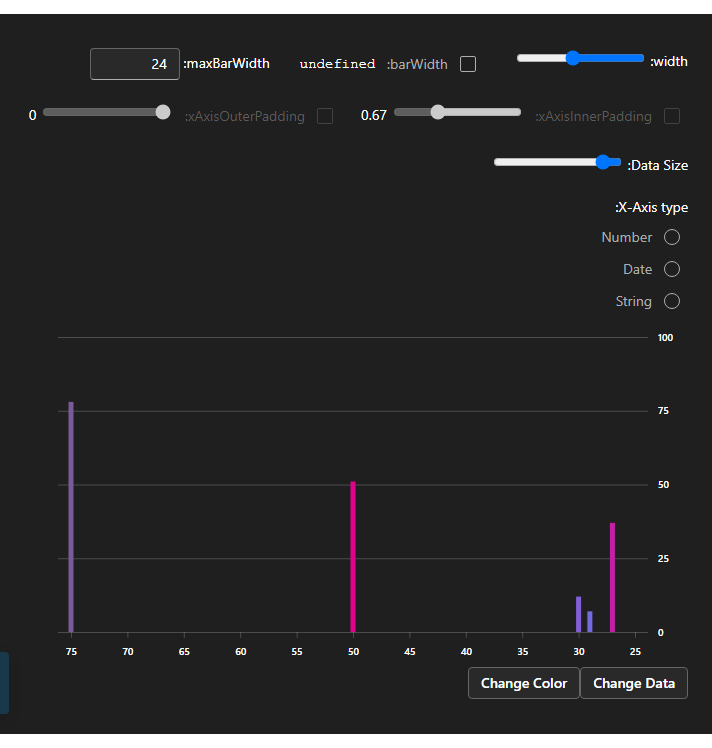 width:
barWidth: undefined
maxBarWidth: 24
xAxisInnerPadding: 0.67
xAxisOuterPadding: 0
Data Size:
X-Axis type:
Number
Date
String
100
75
50
25
0
75 70 65 60 55 50 45 40 35 30 25
Change Color Change Data